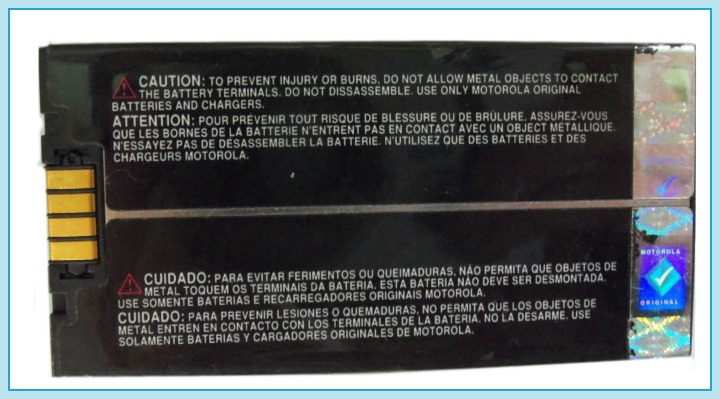 CAUTION: TO PREVENT INJURY OR BURNS, DO NOT ALLOW METAL OBJECTS TO CONTACT
THE BATTERY TERMINALS. DO NOT DISSASSEMBLE. USE ONLY MOTOROLA ORIGINAL
BATTERIES AND CHARGERS.
ATTENTION: POUR PRÉVENIR TOUT RISQUE DE BLESSURE OU DE BRÛLURE, ASSUREZ-VOUS
QUE LES BORNES DE LA BATTERIE N'ENTRENT PAS EN CONTACT AVEC UN OBJECT METALLIQUE.
N'ESSAYEZ PAS DE DÉSASSEMBLER LA BATTERIE. N'UTILISEZ QUE DES BATTERIES ET DES
CHARGEURS MOTOROLA.
CUIDADO: PARA EVITAR FERIMENTOS OU QUEIMADURAS, NÃO PERMITA QUE OBJETOS DE
METAL TOQUEM OS TERMINAIS DA BATERIA. ESTA BATERIA NÃO DEVE SER DESMONTADA.
USE SOMENTE BATERIAS E RECARREGADORES ORIGINAIS MOTOROLA.
CUIDADO: PARA PREVENIR LESIONES O QUEMADURAS, NO PERMITA QUE LOS OBJETOS DE
METAL ENTREN EN CONTACTO CON LOS TERMINALES DE LA BATERIA. NO LA DESARME. USE
SOLAMENTE BATERIAS Y CARGADORES ORIGINALES DE MOTOROLA.
MOTOROLA
ORIGINAL